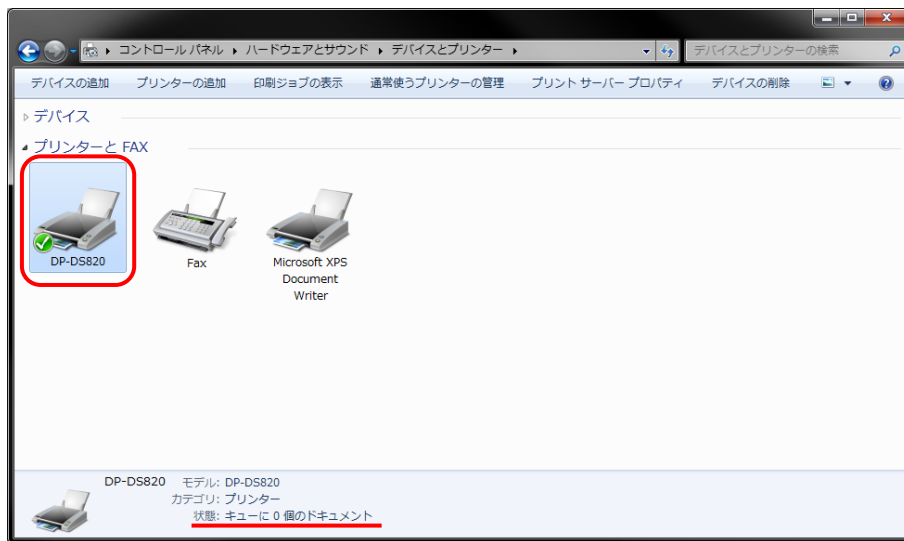 コントロール パネル ▸ ハードウェアとサウンド ▸ デバイスとプリンター ▸
デバイスとプリンターの検索
デバイスの追加 プリンターの追加 印刷ジョブの表示 通常使うプリンターの管理 プリント サーバー プロパティ デバイスの削除
デバイス
プリンターと FAX
DP-DS820
Fax
Microsoft XPS
Document
Writer
DP-DS820 モデル: DP-DS820
カテゴリ: プリンター
状態: キューに 0 個のドキュメント